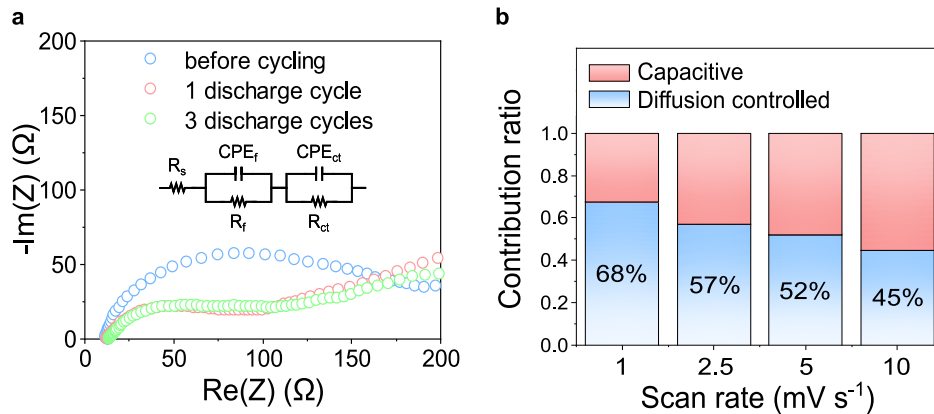 a
200
150
100
50
0
-Im(Z) (Ω)
before cycling
1 discharge cycle
3 discharge cycles
CPEf CPEct
Rs
Rf Rct
0 50 100 150 200
Re(Z) (Ω)
b
Capacitive
Diffusion controlled
Contribution ratio
1.0
0.8
0.6
0.4
0.2
0.0
68%
57%
52%
45%
1 2.5 5 10
Scan rate (mV s⁻¹)